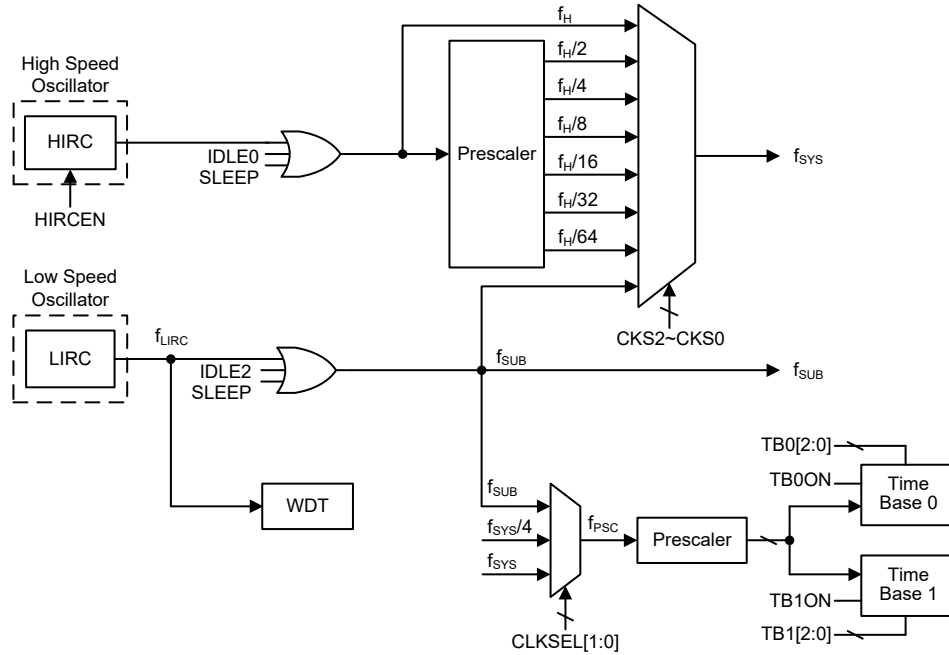 High Speed
Oscillator
HIRC
HIRCEN
IDLE0
SLEEP
Prescaler
fH
fH/2
fH/4
fH/8
fH/16
fH/32
fH/64
fSYS
CKS2~CKS0
Low Speed
Oscillator
LIRC
fLIRC
IDLE2
SLEEP
fSUB
fSUB
WDT
fSUB
fSYS/4
fSYS
CLKSEL[1:0]
fPSC
Prescaler
TB0[2:0]
TB0ON
Time
Base 0
Time
Base 1
TB1ON
TB1[2:0]